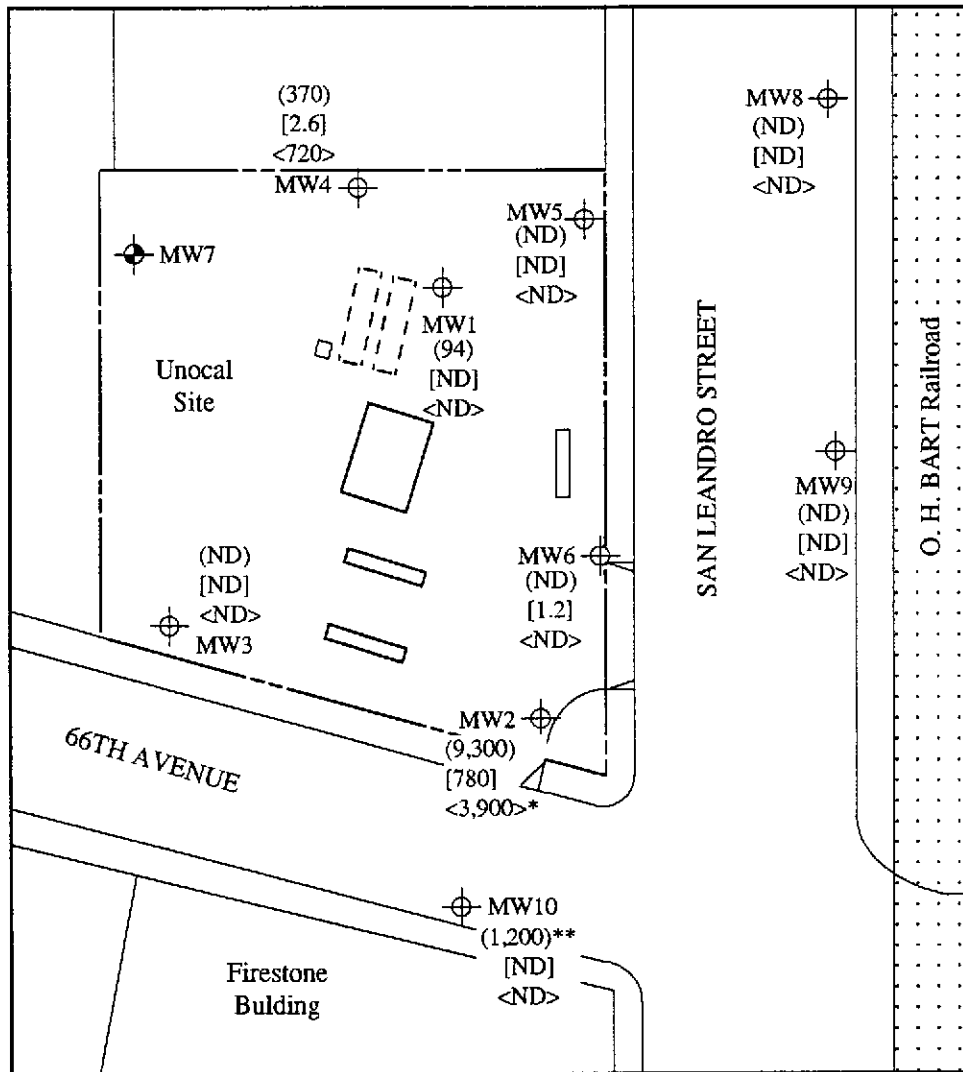 (370)
[2.6]
<720>
MW4
MW8
(ND)
[ND]
<ND>
MW5
(ND)
[ND]
<ND>
MW7
MW1
(94)
[ND]
<ND>
Unocal
Site
SAN LEANDRO STREET
O. H. BART Railroad
MW9
(ND)
[ND]
<ND>
(ND)
[ND]
<ND>
MW3
MW6
(ND)
[1.2]
<ND>
MW2
(9,300)
[780]
<3,900>*
66TH AVENUE
MW10
(1,200)**
[ND]
<ND>
Firestone
Bulding